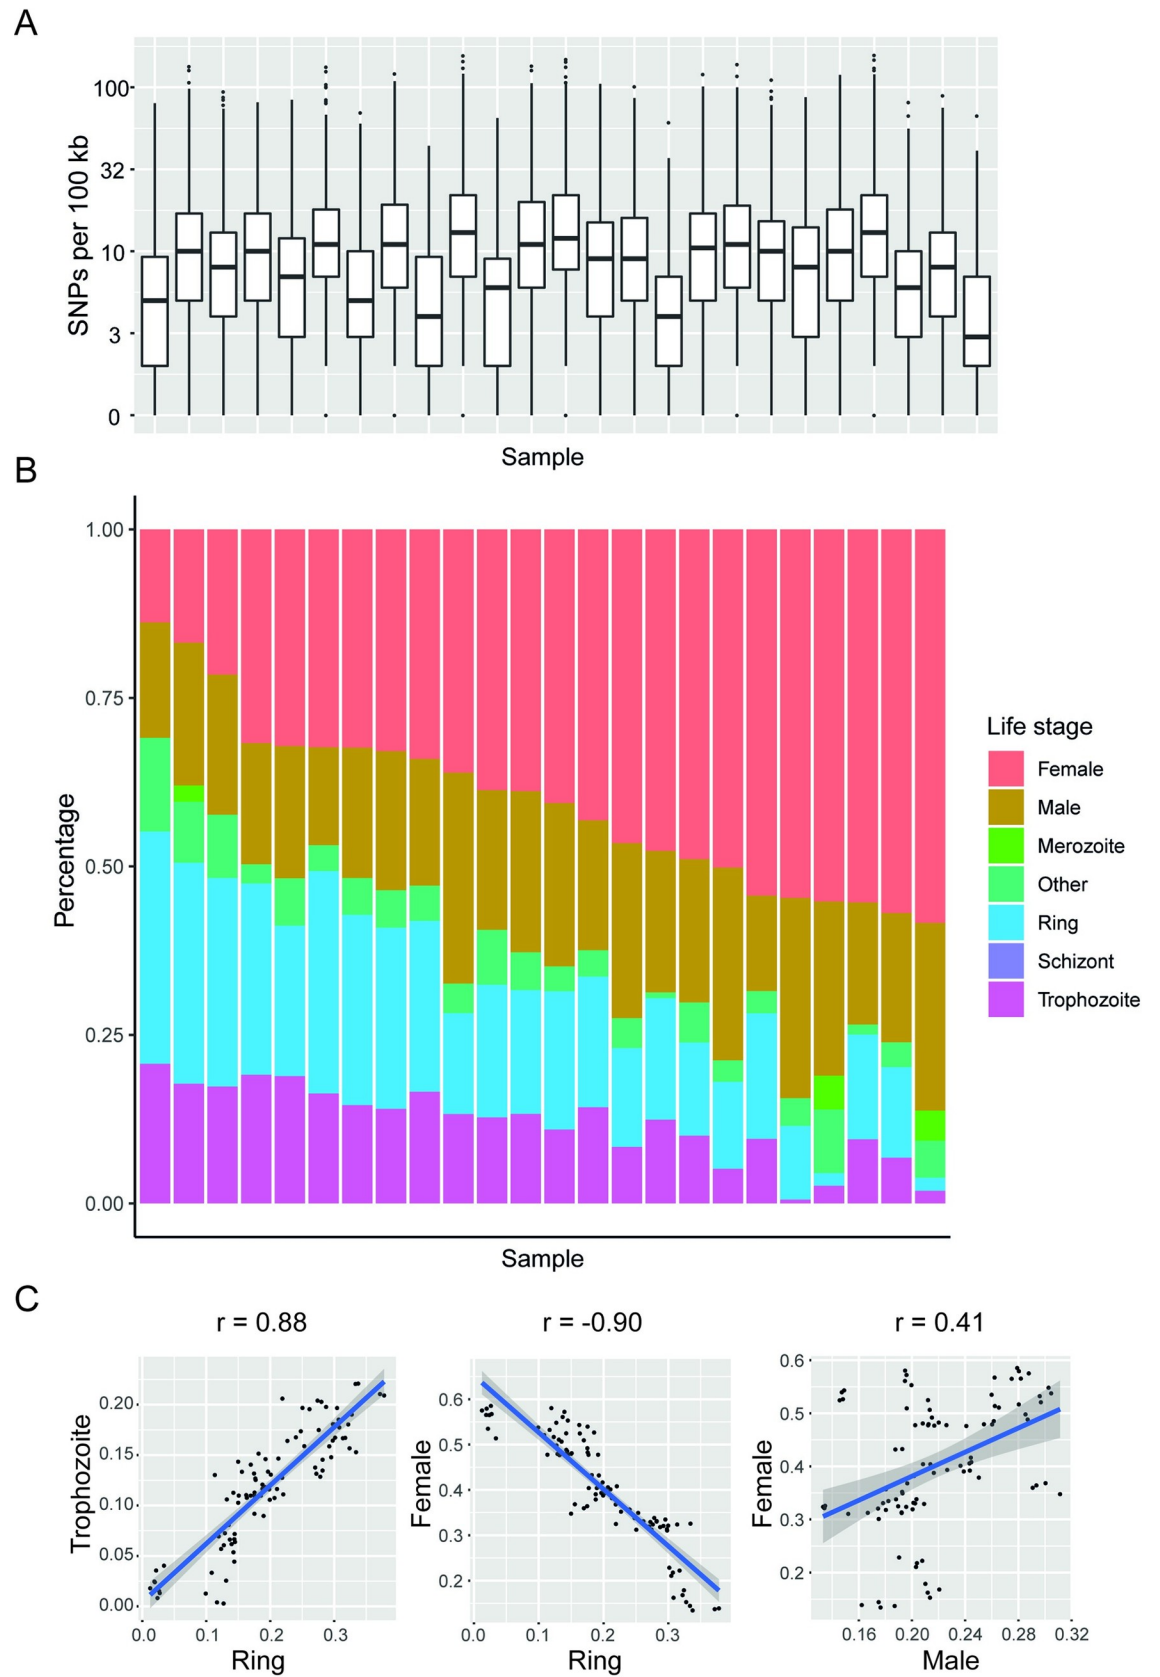 A
SNPs per 100 kb
100
32
10
3
0
Sample
B
Percentage
1.00
0.75
0.50
0.25
0.00
Sample
Life stage
Female
Male
Merozoite
Other
Ring
Schizont
Trophozoite
C
r = 0.88
Trophozoite
0.20
0.15
0.10
0.05
0.00
0.0 0.1 0.2 0.3
Ring
r = -0.90
Female
0.6
0.5
0.4
0.3
0.2
0.0 0.1 0.2 0.3
Ring
r = 0.41
Female
0.6
0.5
0.4
0.3
0.2
0.16 0.20 0.24 0.28 0.32
Male